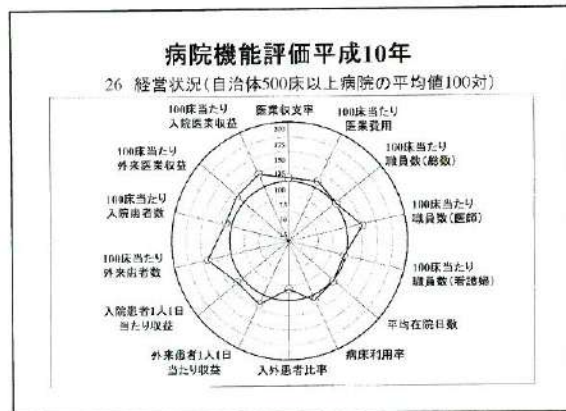 病院機能評価平成10年
26 経営状況(自治体500床以上病院の平均値100対)
医業収支率
100床当たり
医業費用
100床当たり
職員数(総数)
100床当たり
職員数(医師)
100床当たり
職員数(看護婦)
平均在院日数
病床利用率
入外患者比率
外来患者1人1日
当たり収益
入院患者1人1日
当たり収益
100床当たり
外来患者数
100床当たり
入院患者数
100床当たり
外来医業収益
100床当たり
入院医業収益
150
100
50